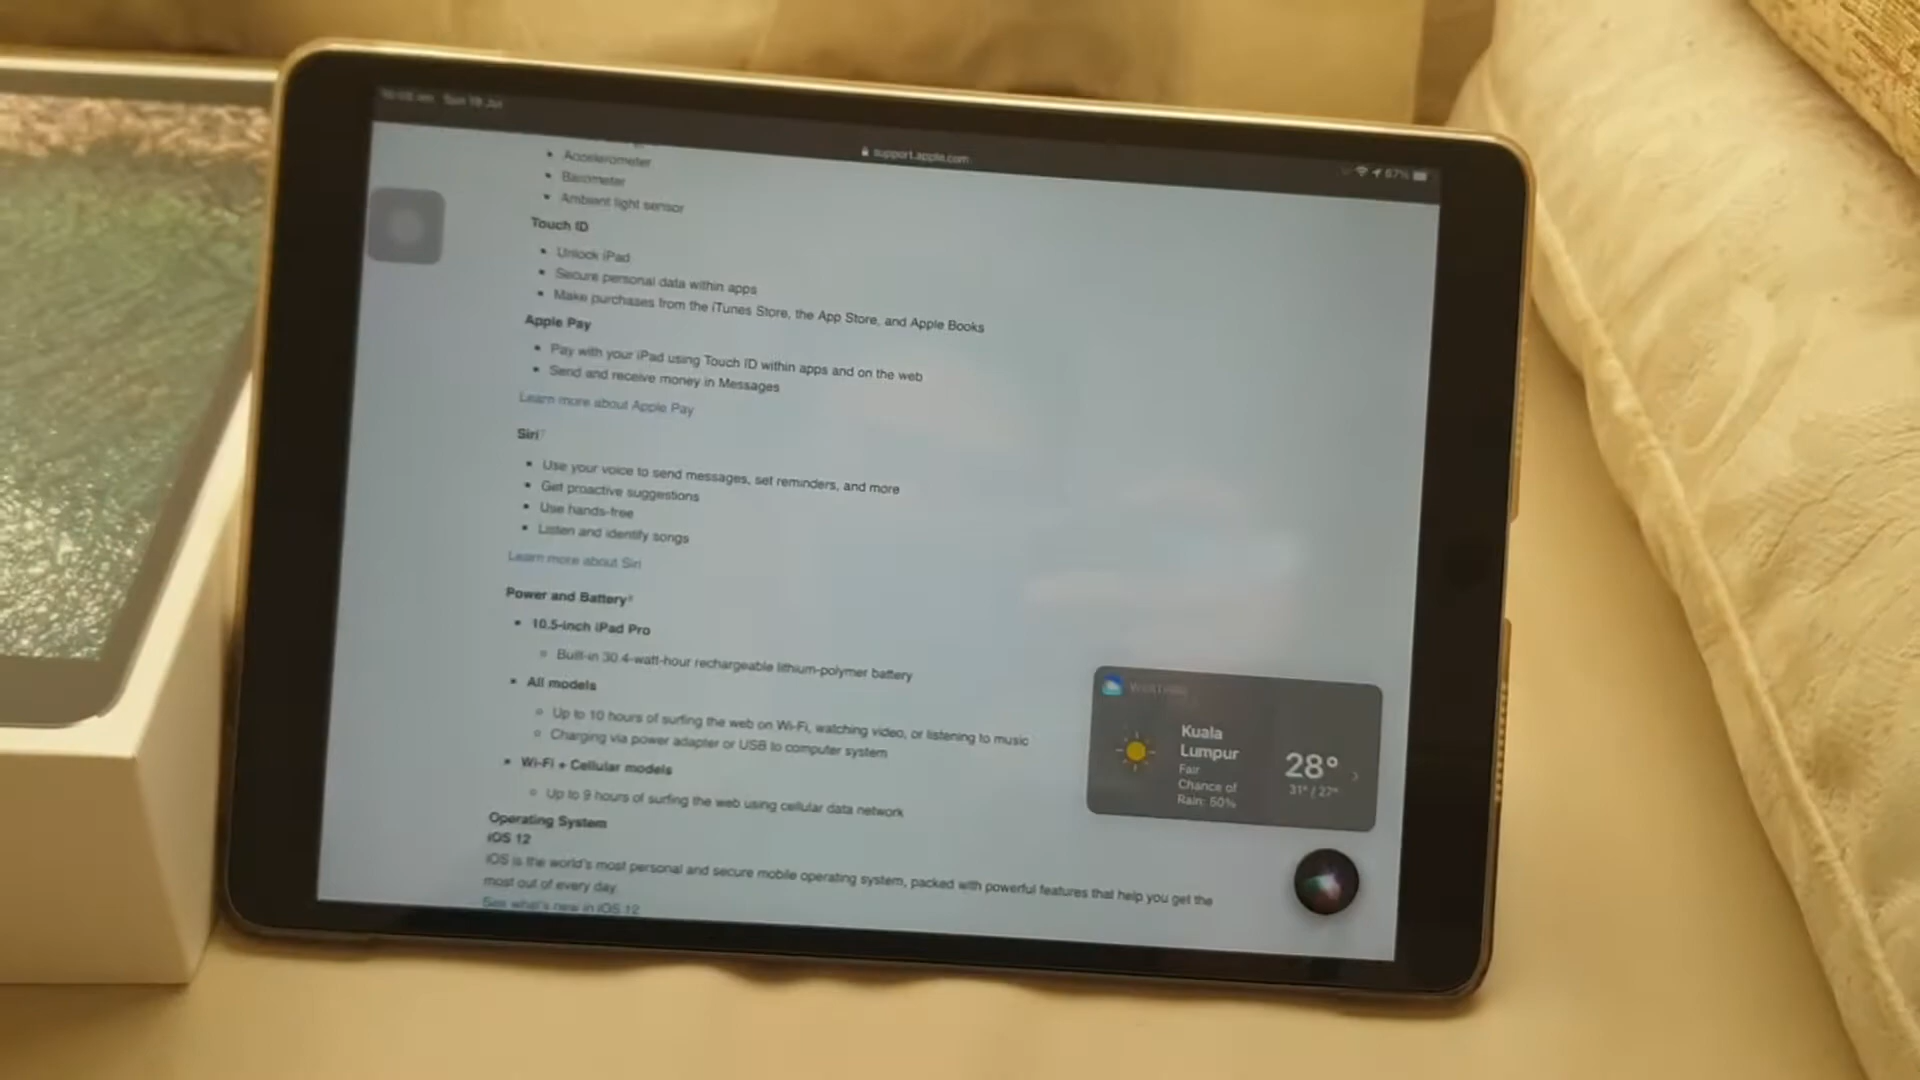 Sun 19 Jul
support.apple.com
67%
Accelerometer
Barometer
Ambient light sensor
Touch ID
Unlock iPad
Secure personal data within apps
Make purchases from the iTunes Store, the App Store, and Apple Books
Apple Pay
Pay with your iPad using Touch ID within apps and on the web
Send and receive money in Messages
Learn more about Apple Pay
Siri7
Use your voice to send messages, set reminders, and more
Get proactive suggestions
Use hands-free
Listen and identify songs
Learn more about Siri
Power and Battery8
10.5-inch iPad Pro
Built-in 30.4-watt-hour rechargeable lithium-polymer battery
All models
Up to 10 hours of surfing the web on Wi-Fi, watching video, or listening to music
Charging via power adapter or USB to computer system
Wi-Fi + Cellular models
Up to 9 hours of surfing the web using cellular data network
Operating System
iOS 12
iOS is the world's most personal and secure mobile operating system, packed with powerful features that help you get the
most out of every day.
See what's new in iOS 12
WEATHER
Kuala
Lumpur
Fair
Chance of
Rain: 50%
28°
31° / 27°